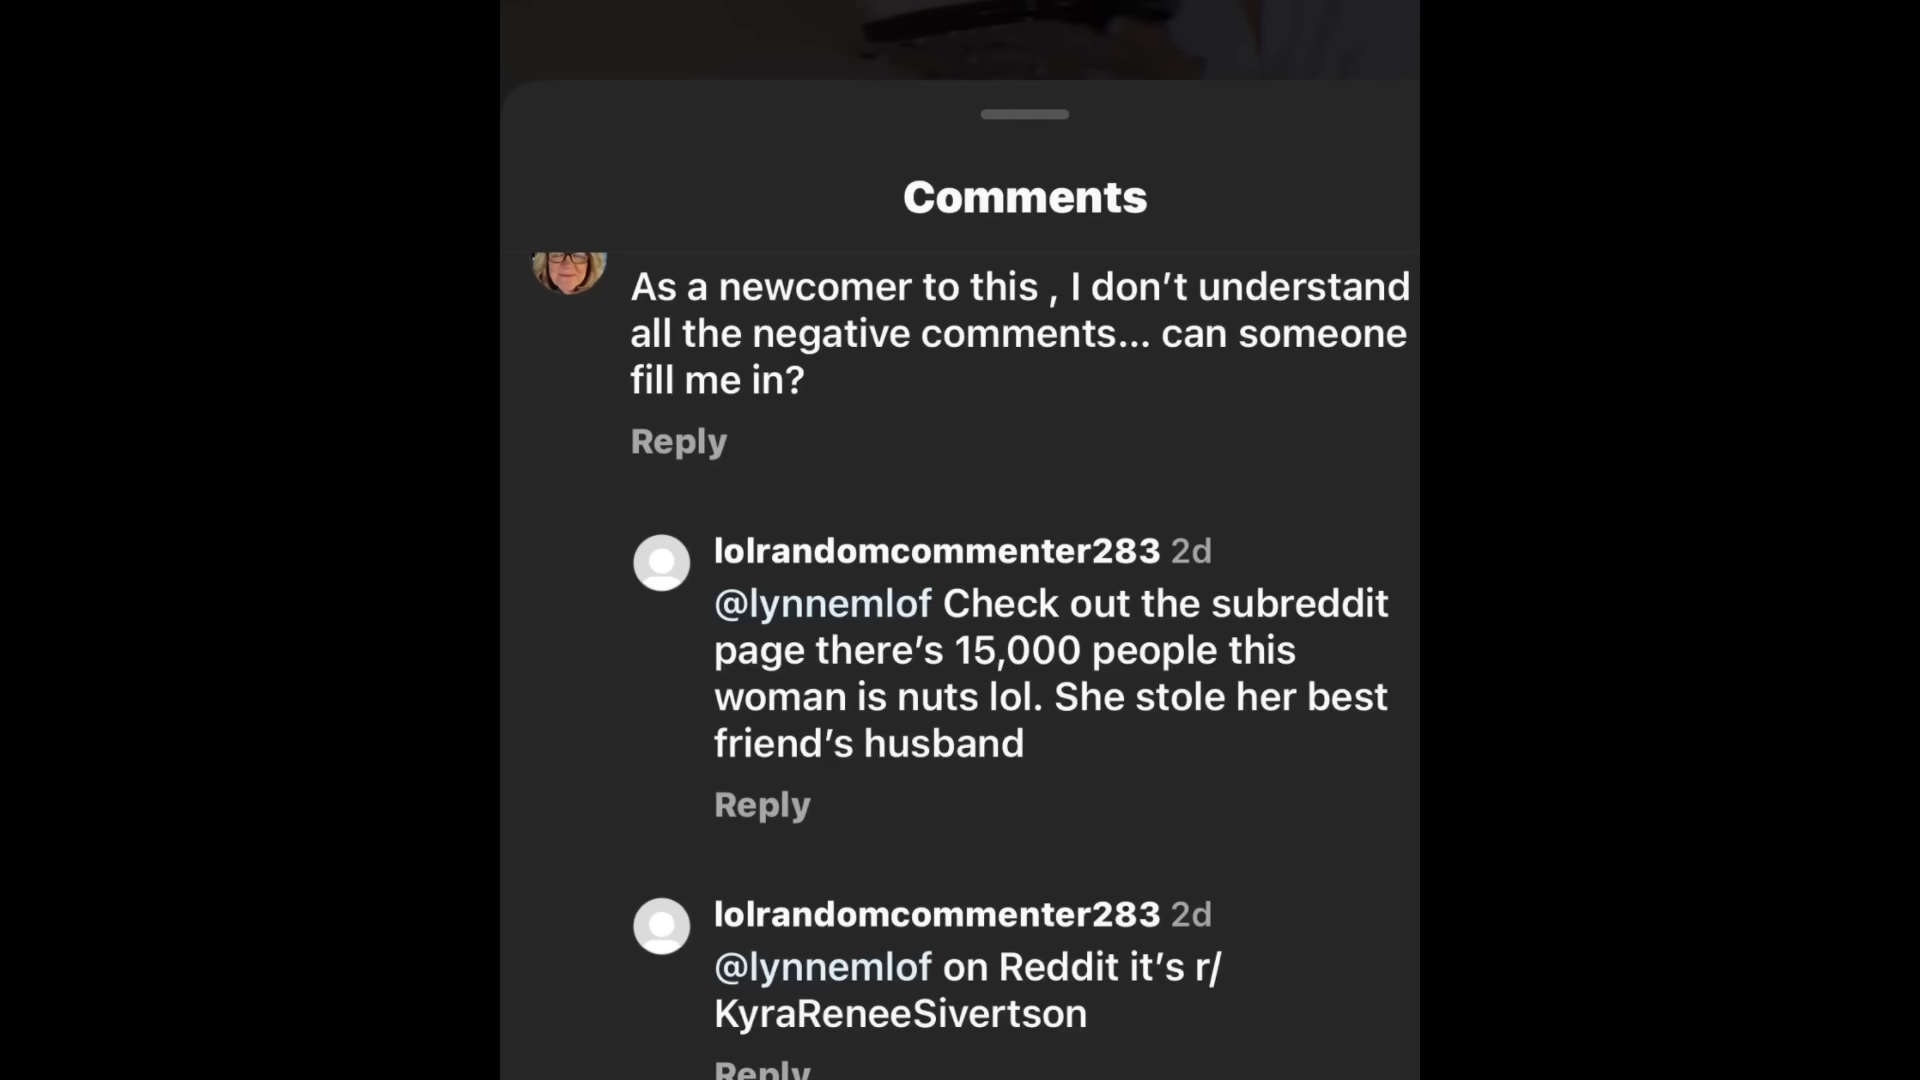 Comments
As a newcomer to this , I don’t understand
all the negative comments... can someone
fill me in?
Reply
lolrandomcommenter283 2d
@lynnemlof Check out the subreddit
page there’s 15,000 people this
woman is nuts lol. She stole her best
friend’s husband
Reply
lolrandomcommenter283 2d
@lynnemlof on Reddit it’s r/
KyraReneeSivertson
Reply